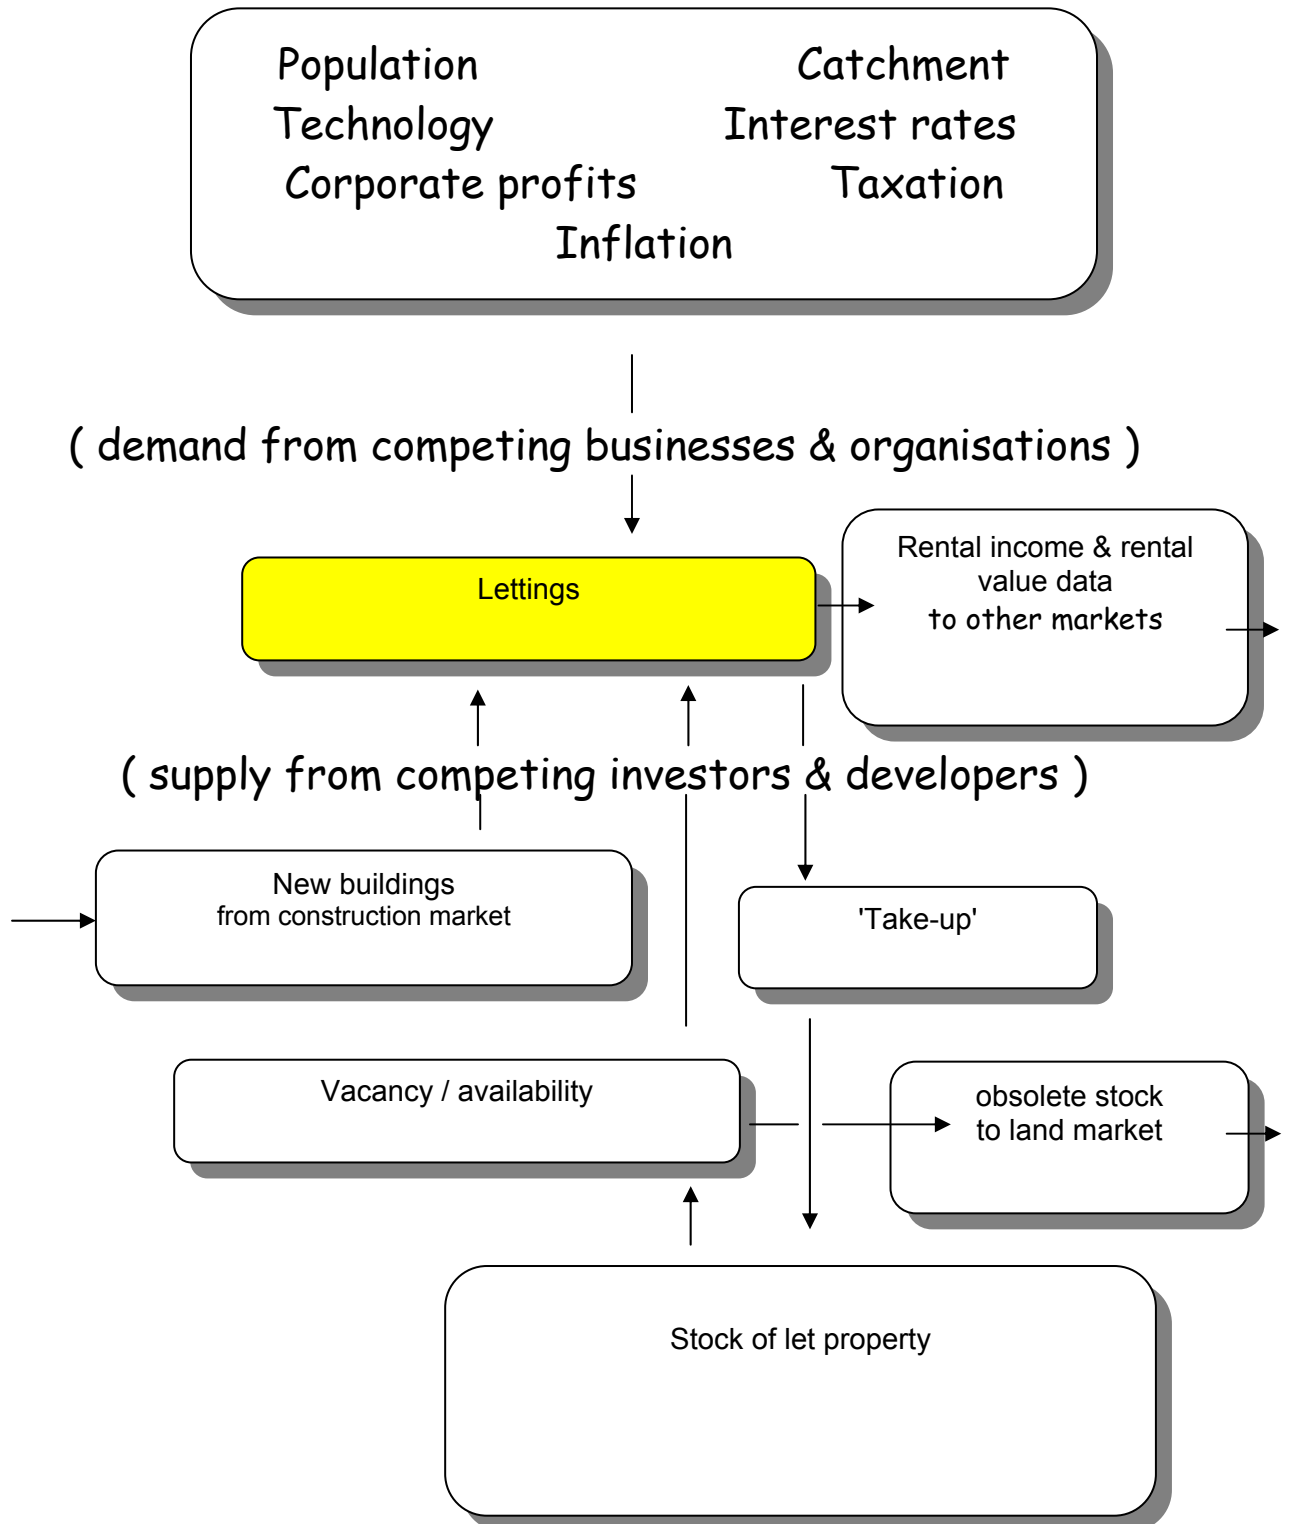 Population Catchment
Technology Interest rates
Corporate profits Taxation
Inflation
( demand from competing businesses & organisations )
Lettings
Rental income & rental
value data
to other markets
( supply from competing investors & developers )
New buildings
from construction market
'Take-up'
Vacancy / availability
obsolete stock
to land market
Stock of let property